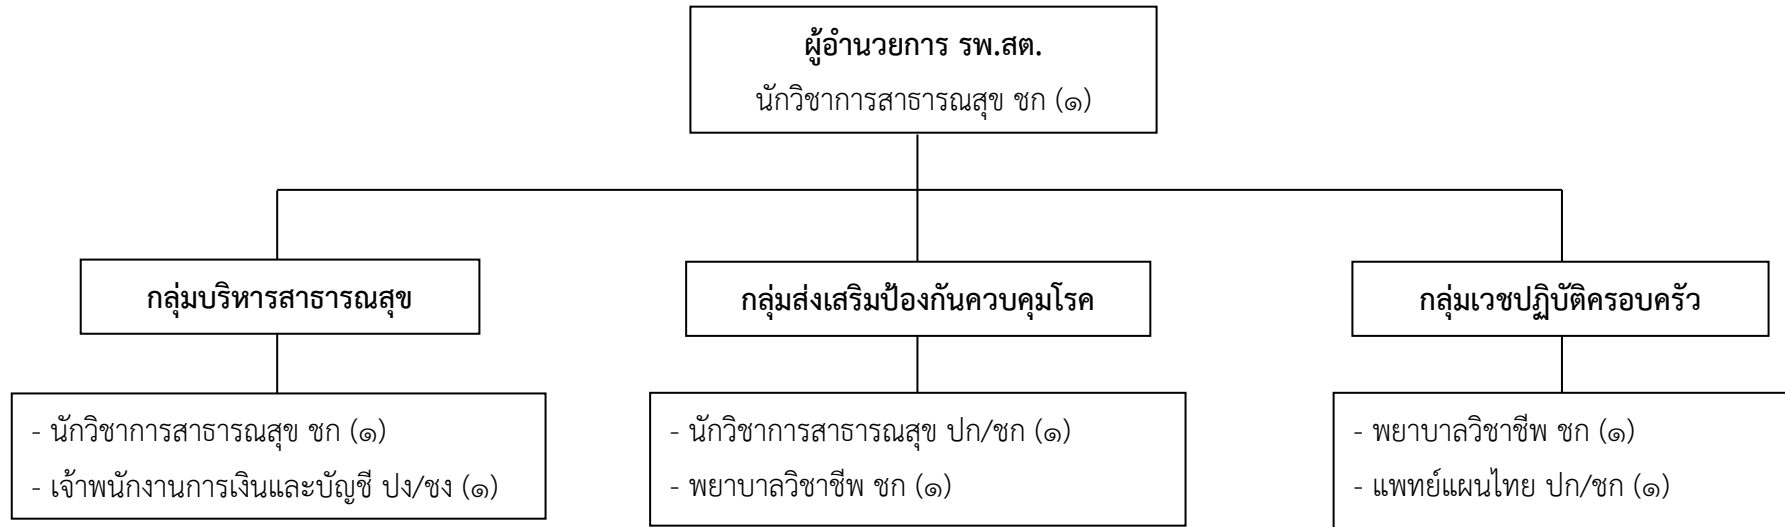 ผู้อำนวยการ รพ.สต.
นักวิชาการสาธารณสุข ชก (๑)
กลุ่มบริหารสาธารณสุข
กลุ่มส่งเสริมป้องกันควบคุมโรค
กลุ่มเวชปฏิบัติครอบครัว
- นักวิชาการสาธารณสุข ชก (๑)
- เจ้าพนักงานการเงินและบัญชี ปง/ชง (๑)
- นักวิชาการสาธารณสุข ปก/ชก (๑)
- พยาบาลวิชาชีพ ชก (๑)
- พยาบาลวิชาชีพ ชก (๑)
- แพทย์แผนไทย ปก/ชก (๑)